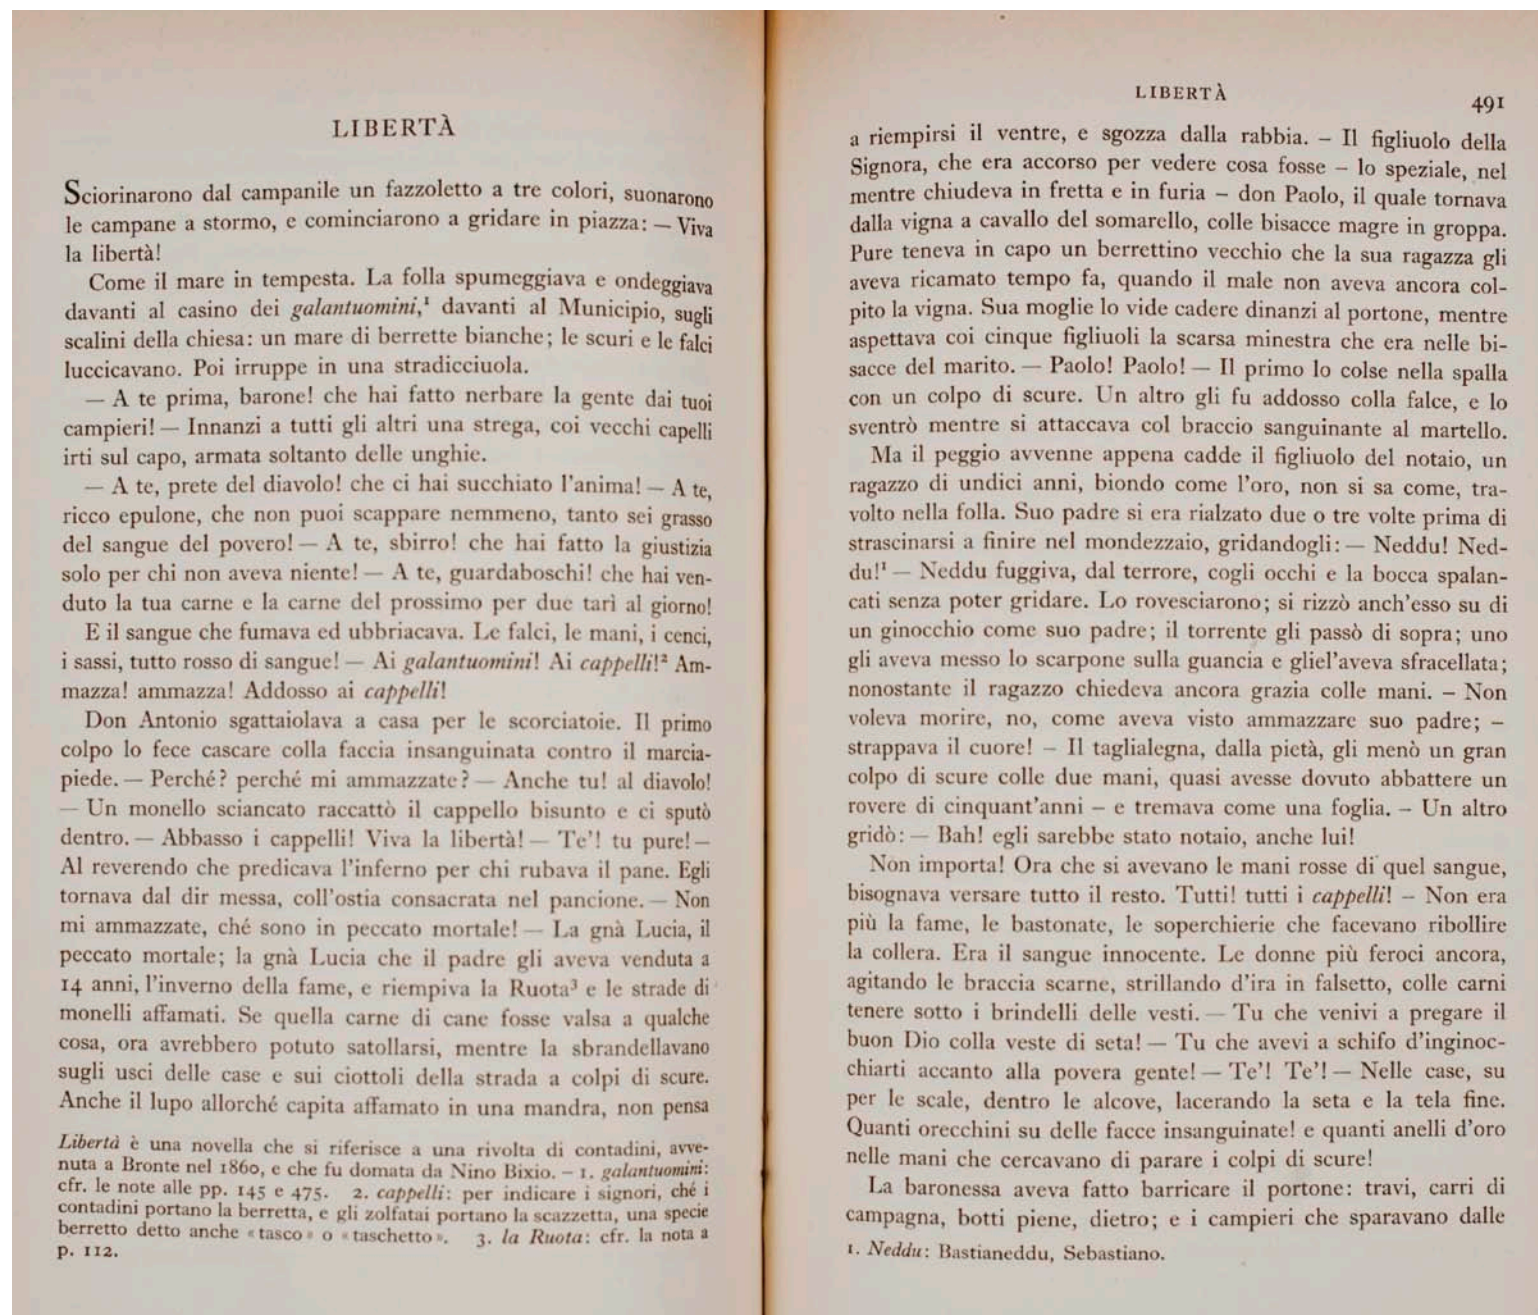 LIBERTÀ
Sciorinarono dal campanile un fazzoletto a tre colori, suonarono
le campane a stormo, e cominciarono a gridare in piazza: — Viva
la libertà!
Come il mare in tempesta. La folla spumeggiava e ondeggiava
davanti al casino dei galantuomini,¹ davanti al Municipio, sugli
scalini della chiesa: un mare di berrette bianche; le scuri e le falci
luccicavano. Poi irruppe in una stradicciuola.
— A te prima, barone! che hai fatto nerbare la gente dai tuoi
campieri! — Innanzi a tutti gli altri una strega, coi vecchi capelli
irti sul capo, armata soltanto delle unghie.
— A te, prete del diavolo! che ci hai succhiato l'anima! — A te,
ricco epulone, che non puoi scappare nemmeno, tanto sei grasso
del sangue del povero! — A te, sbirro! che hai fatto la giustizia
solo per chi non aveva niente! — A te, guardaboschi! che hai ven-
duto la tua carne e la carne del prossimo per due tarì al giorno!
E il sangue che fumava ed ubbriacava. Le falci, le mani, i cenci,
i sassi, tutto rosso di sangue! — Ai galantuomini! Ai cappelli!² Am-
mazza! ammazza! Addosso ai cappelli!
Don Antonio sgattaiolava a casa per le scorciatoie. Il primo
colpo lo fece cascare colla faccia insanguinata contro il marcia-
piede. — Perché? perché mi ammazzate? — Anche tu! al diavolo!
— Un monello sciancato raccattò il cappello bisunto e ci sputò
dentro. — Abbasso i cappelli! Viva la libertà! — Te'! tu pure! —
Al reverendo che predicava l'inferno per chi rubava il pane. Egli
tornava dal dir messa, coll'ostia consacrata nel pancione. — Non
mi ammazzate, ché sono in peccato mortale! — La gnà Lucia, il
peccato mortale; la gnà Lucia che il padre gli aveva venduta a
14 anni, l'inverno della fame, e riempiva la Ruota³ e le strade di
monelli affamati. Se quella carne di cane fosse valsa a qualche
cosa, ora avrebbero potuto satollarsi, mentre la sbrandellavano
sugli usci delle case e sui ciottoli della strada a colpi di scure.
Anche il lupo allorché capita affamato in una mandra, non pensa
Libertà è una novella che si riferisce a una rivolta di contadini, avve-
nuta a Bronte nel 1860, e che fu domata da Nino Bixio. – 1. galantuomini:
cfr. le note alle pp. 145 e 475. 2. cappelli: per indicare i signori, ché i
contadini portano la berretta, e gli zolfatai portano la scazzetta, una specie
berretto detto anche «tasco» o «taschetto». 3. la Ruota: cfr. la nota a
p. 112.
LIBERTÀ
491
a riempirsi il ventre, e sgozza dalla rabbia. – Il figliuolo della
Signora, che era accorso per vedere cosa fosse – lo speziale, nel
mentre chiudeva in fretta e in furia – don Paolo, il quale tornava
dalla vigna a cavallo del somarello, colle bisacce magre in groppa.
Pure teneva in capo un berrettino vecchio che la sua ragazza gli
aveva ricamato tempo fa, quando il male non aveva ancora col-
pito la vigna. Sua moglie lo vide cadere dinanzi al portone, mentre
aspettava coi cinque figliuoli la scarsa minestra che era nelle bi-
sacce del marito. — Paolo! Paolo! — Il primo lo colse nella spalla
con un colpo di scure. Un altro gli fu addosso colla falce, e lo
sventrò mentre si attaccava col braccio sanguinante al martello.
Ma il peggio avvenne appena cadde il figliuolo del notaio, un
ragazzo di undici anni, biondo come l'oro, non si sa come, tra-
volto nella folla. Suo padre si era rialzato due o tre volte prima di
strascinarsi a finire nel mondezzaio, gridandogli: — Neddu! Ned-
du!¹ — Neddu fuggiva, dal terrore, cogli occhi e la bocca spalan-
cati senza poter gridare. Lo rovesciarono; si rizzò anch'esso su di
un ginocchio come suo padre; il torrente gli passò di sopra; uno
gli aveva messo lo scarpone sulla guancia e gliel'aveva sfracellata;
nonostante il ragazzo chiedeva ancora grazia colle mani. – Non
voleva morire, no, come aveva visto ammazzare suo padre; –
strappava il cuore! – Il taglialegna, dalla pietà, gli menò un gran
colpo di scure colle due mani, quasi avesse dovuto abbattere un
rovere di cinquant'anni – e tremava come una foglia. – Un altro
gridò: — Bah! egli sarebbe stato notaio, anche lui!
Non importa! Ora che si avevano le mani rosse di quel sangue,
bisognava versare tutto il resto. Tutti! tutti i cappelli! – Non era
più la fame, le bastonate, le soperchierie che facevano ribollire
la collera. Era il sangue innocente. Le donne più feroci ancora,
agitando le braccia scarne, strillando d'ira in falsetto, colle carni
tenere sotto i brindelli delle vesti. — Tu che venivi a pregare il
buon Dio colla veste di seta! — Tu che avevi a schifo d'inginoc-
chiarti accanto alla povera gente! — Te'! Te'! — Nelle case, su
per le scale, dentro le alcove, lacerando la seta e la tela fine.
Quanti orecchini su delle facce insanguinate! e quanti anelli d'oro
nelle mani che cercavano di parare i colpi di scure!
La baronessa aveva fatto barricare il portone: travi, carri di
campagna, botti piene, dietro; e i campieri che sparavano dalle
1. Neddu: Bastianeddu, Sebastiano.